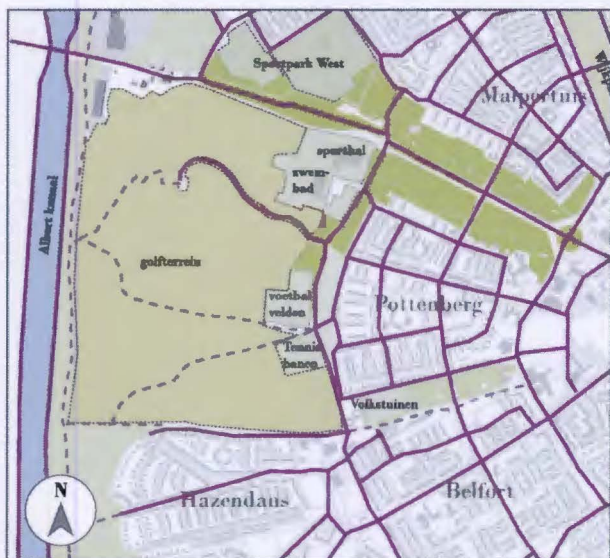 Sportpark West
Malpertuis
sporthal
zwem-
bad
Albert kanaal
golfterrein
voetbal
velden
Pottenberg
Tennis
banen
Volkstuinen
Hazendans
Belfort
N